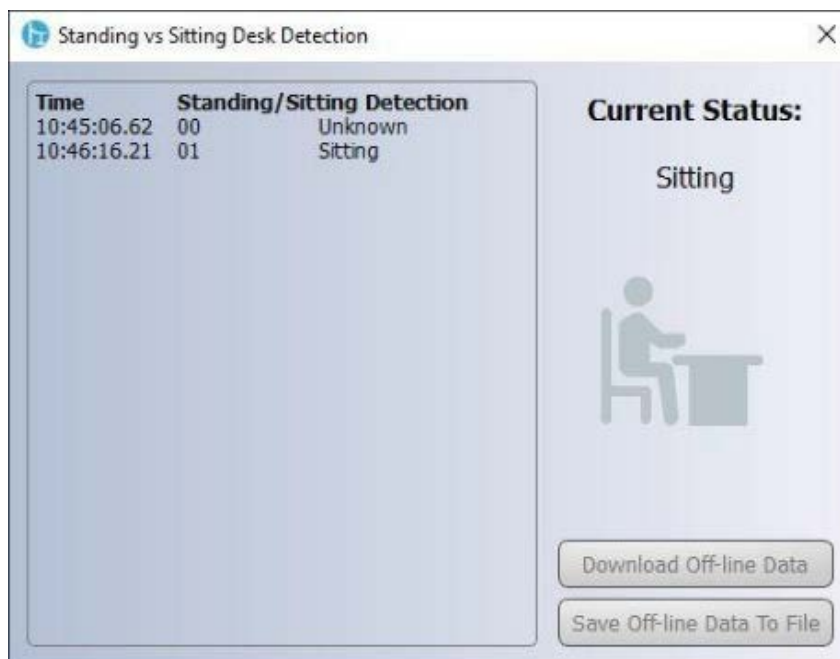 Standing vs Sitting Desk Detection
Time Standing/Sitting Detection
10:45:06.62 00 Unknown
10:46:16.21 01 Sitting
Current Status:
Sitting
Download Off-line Data
Save Off-line Data To File